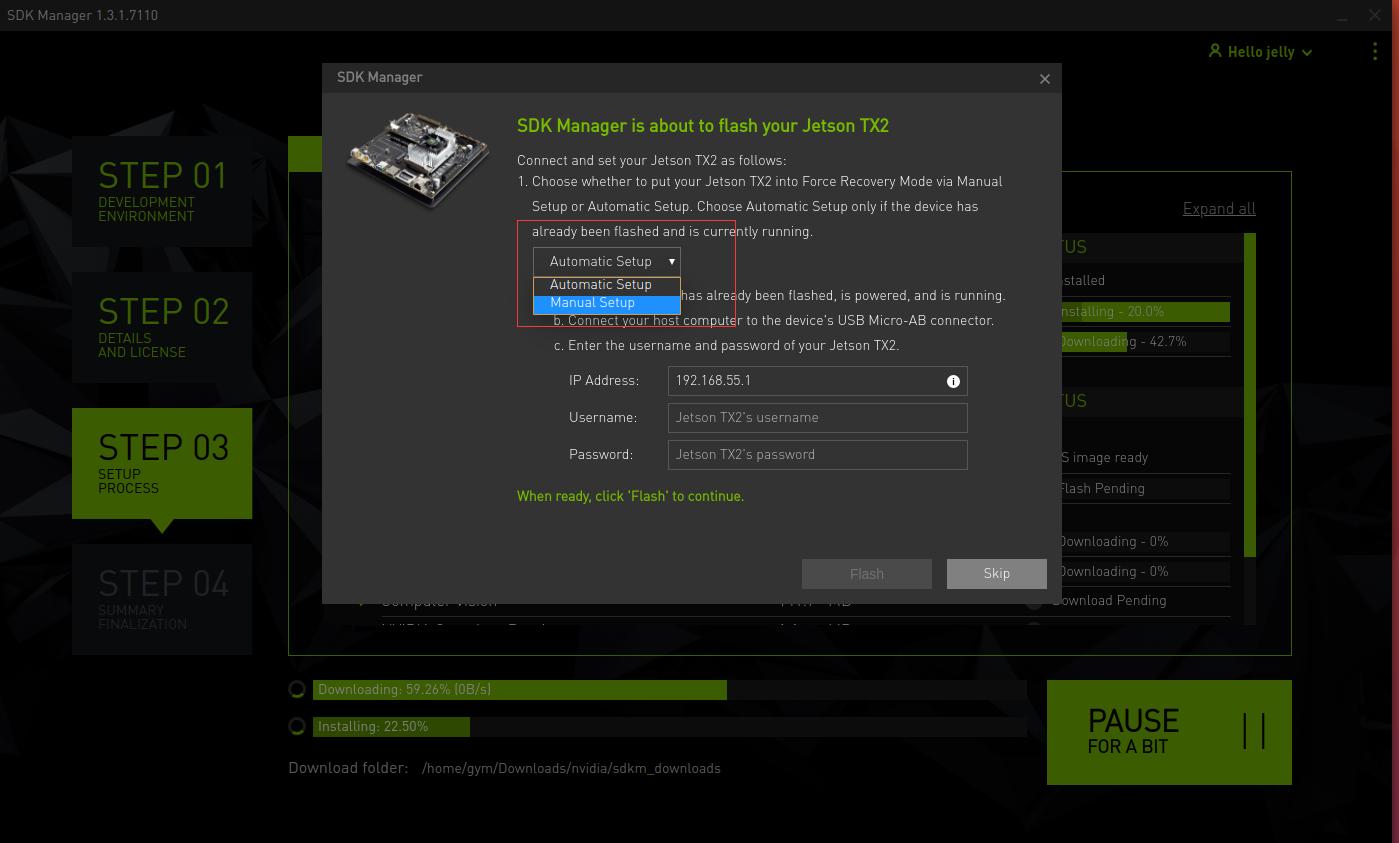 SDK Manager 1.3.1.7110
Hello jelly
SDK Manager
SDK Manager is about to flash your Jetson TX2
Connect and set your Jetson TX2 as follows:
1. Choose whether to put your Jetson TX2 into Force Recovery Mode via Manual
Setup or Automatic Setup. Choose Automatic Setup only if the device has
already been flashed and is currently running.
Automatic Setup
Automatic Setup
Manual Setup
has already been flashed, is powered, and is running.
b. Connect your host computer to the device's USB Micro-AB connector.
c. Enter the username and password of your Jetson TX2.
IP Address: 192.168.55.1
Username: Jetson TX2's username
Password: Jetson TX2's password
When ready, click 'Flash' to continue.
Flash Skip
STEP 01
DEVELOPMENT
ENVIRONMENT
STEP 02
DETAILS
AND LICENSE
STEP 03
SETUP
PROCESS
STEP 04
SUMMARY
FINALIZATION
Expand all
TUS
stalled
nstalling - 20.0%
Downloading - 42.7%
TUS
S image ready
Flash Pending
Downloading - 0%
Downloading - 0%
Download Pending
Computer Vision
Downloading: 59.26% (0B/s)
Installing: 22.50%
Download folder: /home/gym/Downloads/nvidia/sdkm_downloads
PAUSE
FOR A BIT